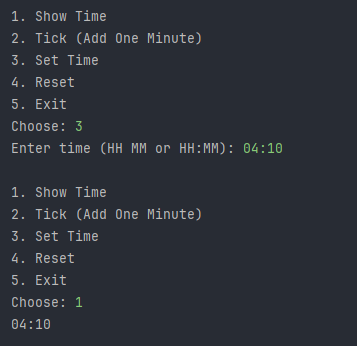 1. Show Time
2. Tick (Add One Minute)
3. Set Time
4. Reset
5. Exit
Choose: 3
Enter time (HH MM or HH:MM): 04:10
1. Show Time
2. Tick (Add One Minute)
3. Set Time
4. Reset
5. Exit
Choose: 1
04:10